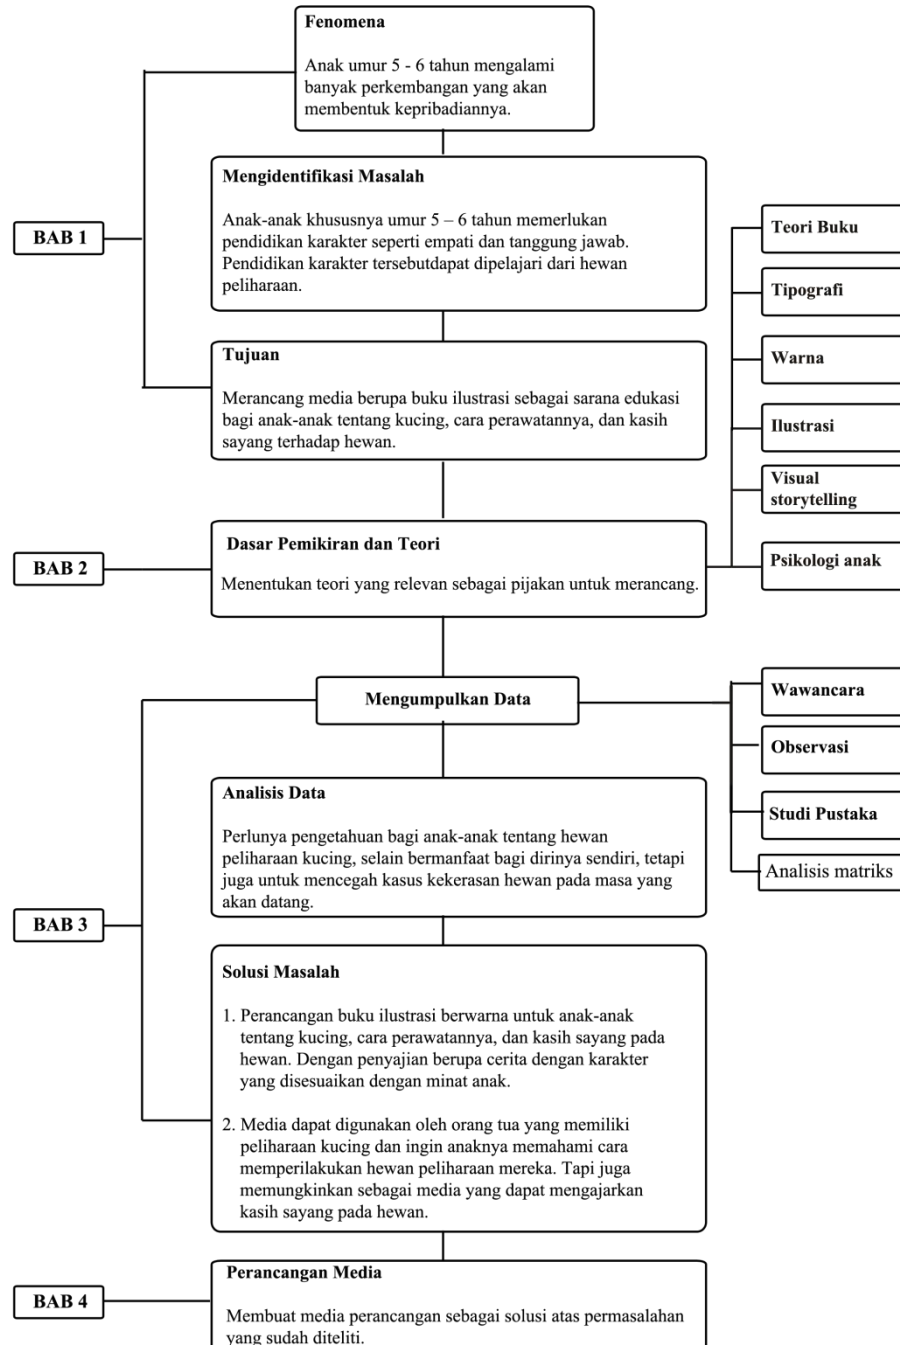 Fenomena
Anak umur 5 - 6 tahun mengalami
banyak perkembangan yang akan
membentuk kepribadiannya.
Mengidentifikasi Masalah
Anak-anak khususnya umur 5 – 6 tahun memerlukan
pendidikan karakter seperti empati dan tanggung jawab.
Pendidikan karakter tersebutdapat dipelajari dari hewan
peliharaan.
BAB 1
Tujuan
Merancang media berupa buku ilustrasi sebagai sarana edukasi
bagi anak-anak tentang kucing, cara perawatannya, dan kasih
sayang terhadap hewan.
BAB 2
Dasar Pemikiran dan Teori
Menentukan teori yang relevan sebagai pijakan untuk merancang.
Teori Buku
Tipografi
Warna
Ilustrasi
Visual
storytelling
Psikologi anak
Mengumpulkan Data
Wawancara
Observasi
Studi Pustaka
Analisis matriks
Analisis Data
Perlunya pengetahuan bagi anak-anak tentang hewan
peliharaan kucing, selain bermanfaat bagi dirinya sendiri, tetapi
juga untuk mencegah kasus kekerasan hewan pada masa yang
akan datang.
BAB 3
Solusi Masalah
1. Perancangan buku ilustrasi berwarna untuk anak-anak
tentang kucing, cara perawatannya, dan kasih sayang pada
hewan. Dengan penyajian berupa cerita dengan karakter
yang disesuaikan dengan minat anak.
2. Media dapat digunakan oleh orang tua yang memiliki
peliharaan kucing dan ingin anaknya memahami cara
memperilakukan hewan peliharaan mereka. Tapi juga
memungkinkan sebagai media yang dapat mengajarkan
kasih sayang pada hewan.
BAB 4
Perancangan Media
Membuat media perancangan sebagai solusi atas permasalahan
yang sudah diteliti.